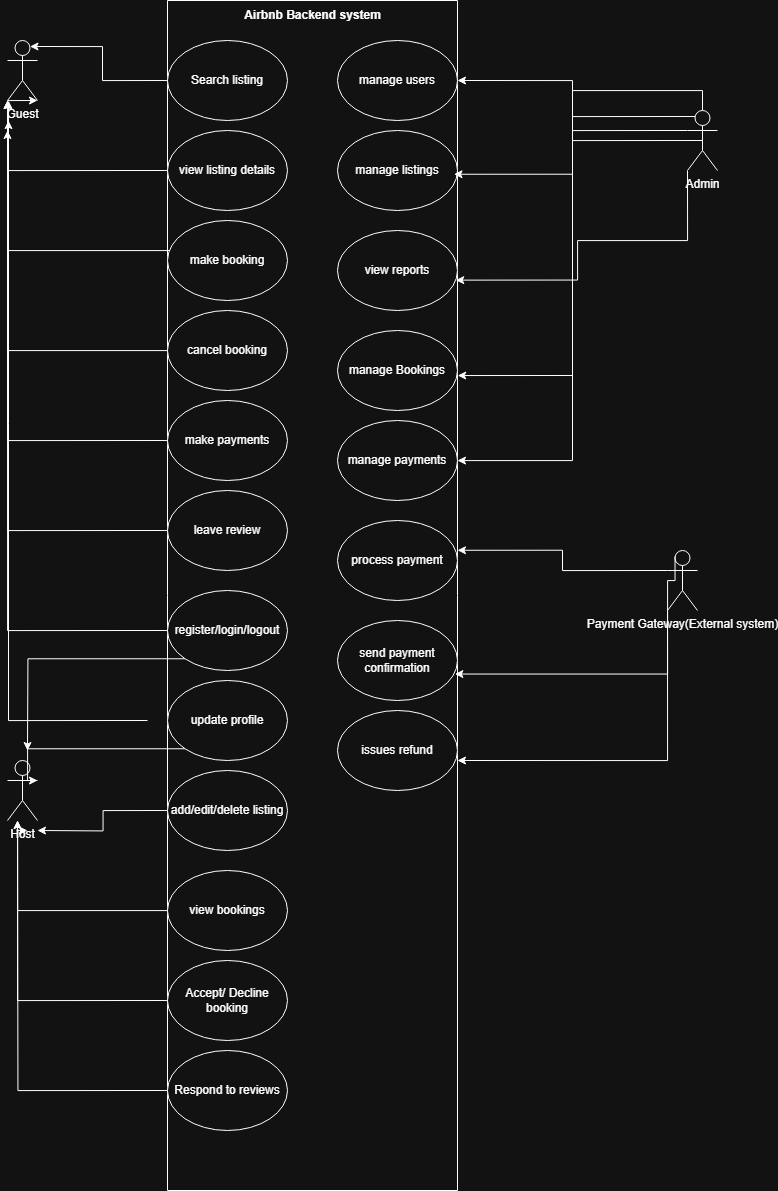 Airbnb Backend system
Guest
Search listing
manage users
Admin
view listing details
manage listings
make booking
view reports
cancel booking
manage Bookings
make payments
manage payments
leave review
process payment
Payment Gateway(External system)
register/login/logout
send payment
confirmation
update profile
issues refund
Host
add/edit/delete listing
view bookings
Accept/ Decline
booking
Respond to reviews